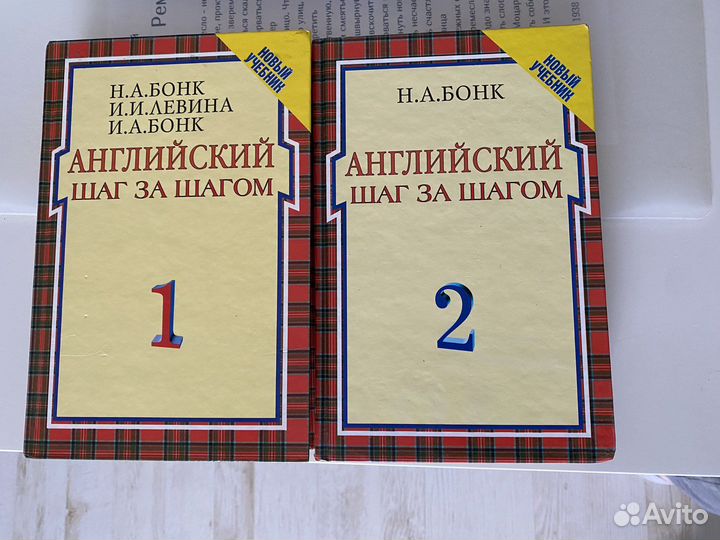 Н.А.БОНК
И.И.ЛЕВИНА
И.А.БОНК
АНГЛИЙСКИЙ
ШАГ ЗА ШАГОМ
1
НОВЫЙ
УЧЕБНИК
Н.А.БОНК
АНГЛИЙСКИЙ
ШАГ ЗА ШАГОМ
2
НОВЫЙ
УЧЕБНИК
1938
Avito